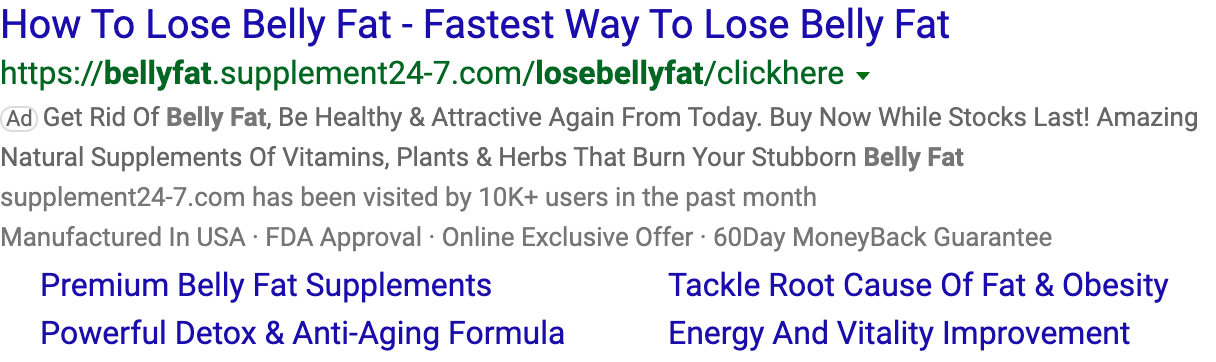 How To Lose Belly Fat - Fastest Way To Lose Belly Fat
https://bellyfat.supplement24-7.com/losebellyfat/clickhere
Ad Get Rid Of Belly Fat, Be Healthy & Attractive Again From Today. Buy Now While Stocks Last! Amazing
Natural Supplements Of Vitamins, Plants & Herbs That Burn Your Stubborn Belly Fat
supplement24-7.com has been visited by 10K+ users in the past month
Manufactured In USA · FDA Approval · Online Exclusive Offer · 60Day MoneyBack Guarantee
Premium Belly Fat Supplements
Tackle Root Cause Of Fat & Obesity
Powerful Detox & Anti-Aging Formula
Energy And Vitality Improvement